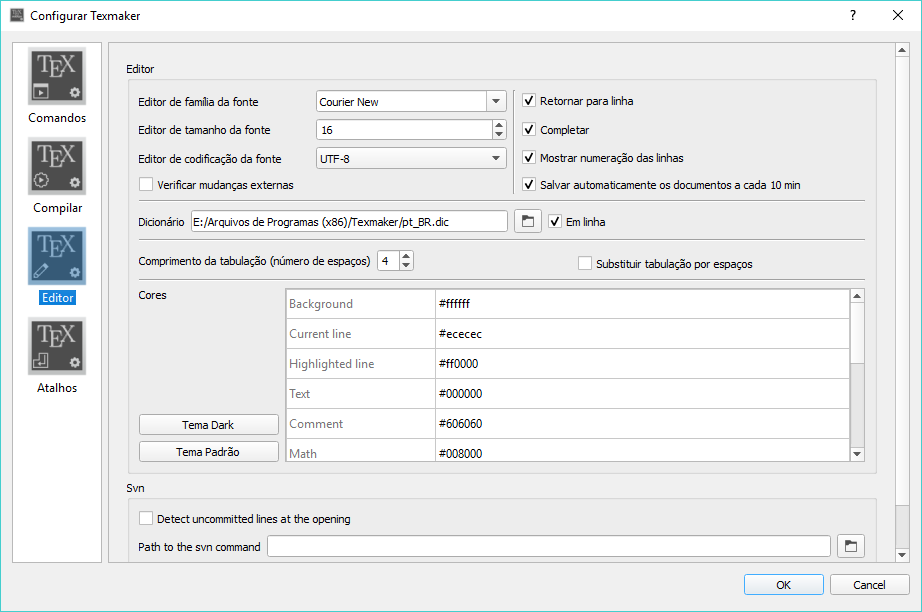 Configurar Texmaker
?
TEX
Comandos
TEX
Compilar
TEX
Editor
TEX
Atalhos
Editor
Editor de família da fonte
Courier New
Retornar para linha
Editor de tamanho da fonte
16
Completar
Editor de codificação da fonte
UTF-8
Mostrar numeração das linhas
Verificar mudanças externas
Salvar automaticamente os documentos a cada 10 min
Dicionário
E:/Arquivos de Programas (x86)/Texmaker/pt_BR.dic
Em linha
Comprimento da tabulação (número de espaços)
4
Substituir tabulação por espaços
Cores
Background #ffffff
Current line #ececec
Highlighted line #ff0000
Text #000000
Comment #606060
Math #008000
Tema Dark
Tema Padrão
Svn
Detect uncommitted lines at the opening
Path to the svn command
OK
Cancel